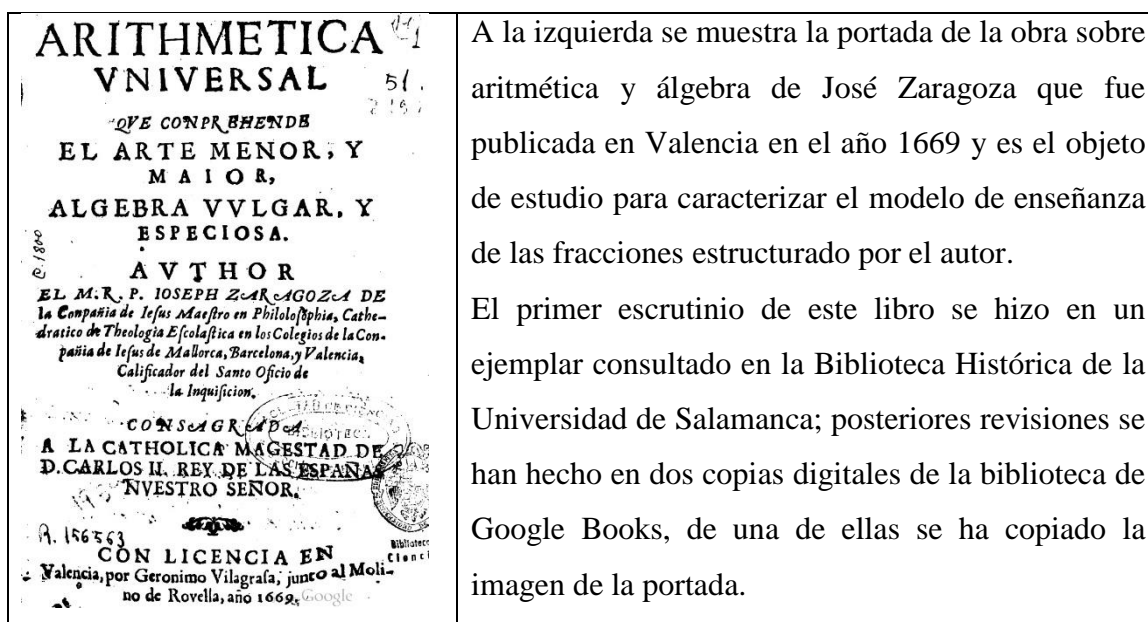 ARITHMETICA
VNIVERSAL
51.
QVE CONPREHENDE
EL ARTE MENOR, Y
MAIOR,
ALGEBRA VVLGAR, Y
ESPECIOSA.
AVTHOR
EL M. R. P. IOSEPH ZARAGOZA DE
la Conpañia de Iesus Maestro en Philolosophia, Cathe-
dratico de Theologia Escolastica en los Colegios de la Con-
pañia de Iesus de Mallorca, Barcelona, y Valencia,
Calificador del Santo Oficio de
la Inquisicion.
CONSAGRADA
A LA CATHOLICA MAGESTAD DE
D. CARLOS II. REY DE LAS ESPAÑAS
NVESTRO SEÑOR.
R. 156563
CON LICENCIA EN
Valencia, por Geronimo Vilagrasa, junto al Moli-
no de Rovella, año 1669.
Google
A la izquierda se muestra la portada de la obra sobre
aritmética y álgebra de José Zaragoza que fue
publicada en Valencia en el año 1669 y es el objeto
de estudio para caracterizar el modelo de enseñanza
de las fracciones estructurado por el autor.
El primer escrutinio de este libro se hizo en un
ejemplar consultado en la Biblioteca Histórica de la
Universidad de Salamanca; posteriores revisiones se
han hecho en dos copias digitales de la biblioteca de
Google Books, de una de ellas se ha copiado la
imagen de la portada.